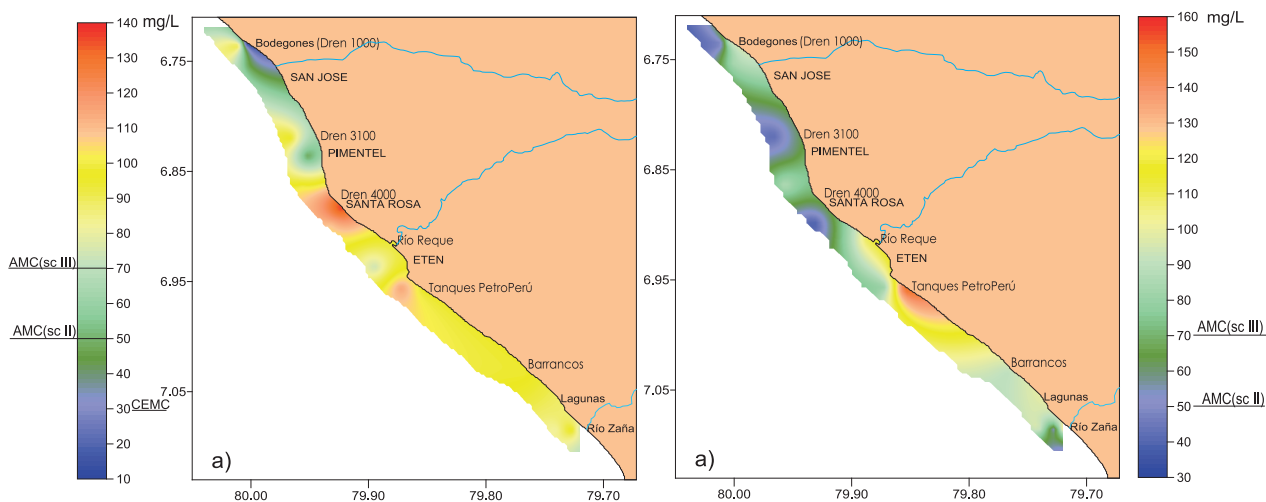 140 mg/L
130
120
110
100
90
80
AMC(sc III) 70
60
AMC(sc II) 50
40
30 CEMC
20
10
6.75
6.85
6.95
7.05
80.00 79.90 79.80 79.70
Bodegones (Dren 1000)
SAN JOSE
Dren 3100
PIMENTEL
Dren 4000
SANTA ROSA
Río Reque
ETEN
Tanques PetroPerú
Barrancos
Lagunas
Río Zaña
a)
6.75
6.85
6.95
7.05
80.00 79.90 79.80 79.70
Bodegones (Dren 1000)
SAN JOSE
Dren 3100
PIMENTEL
Dren 4000
SANTA ROSA
Río Reque
ETEN
Tanques PetroPerú
Barrancos
Lagunas
Río Zaña
a)
160 mg/L
150
140
130
120
110
100
90
80
AMC(sc III) 70
60
AMC(sc II) 50
40
30